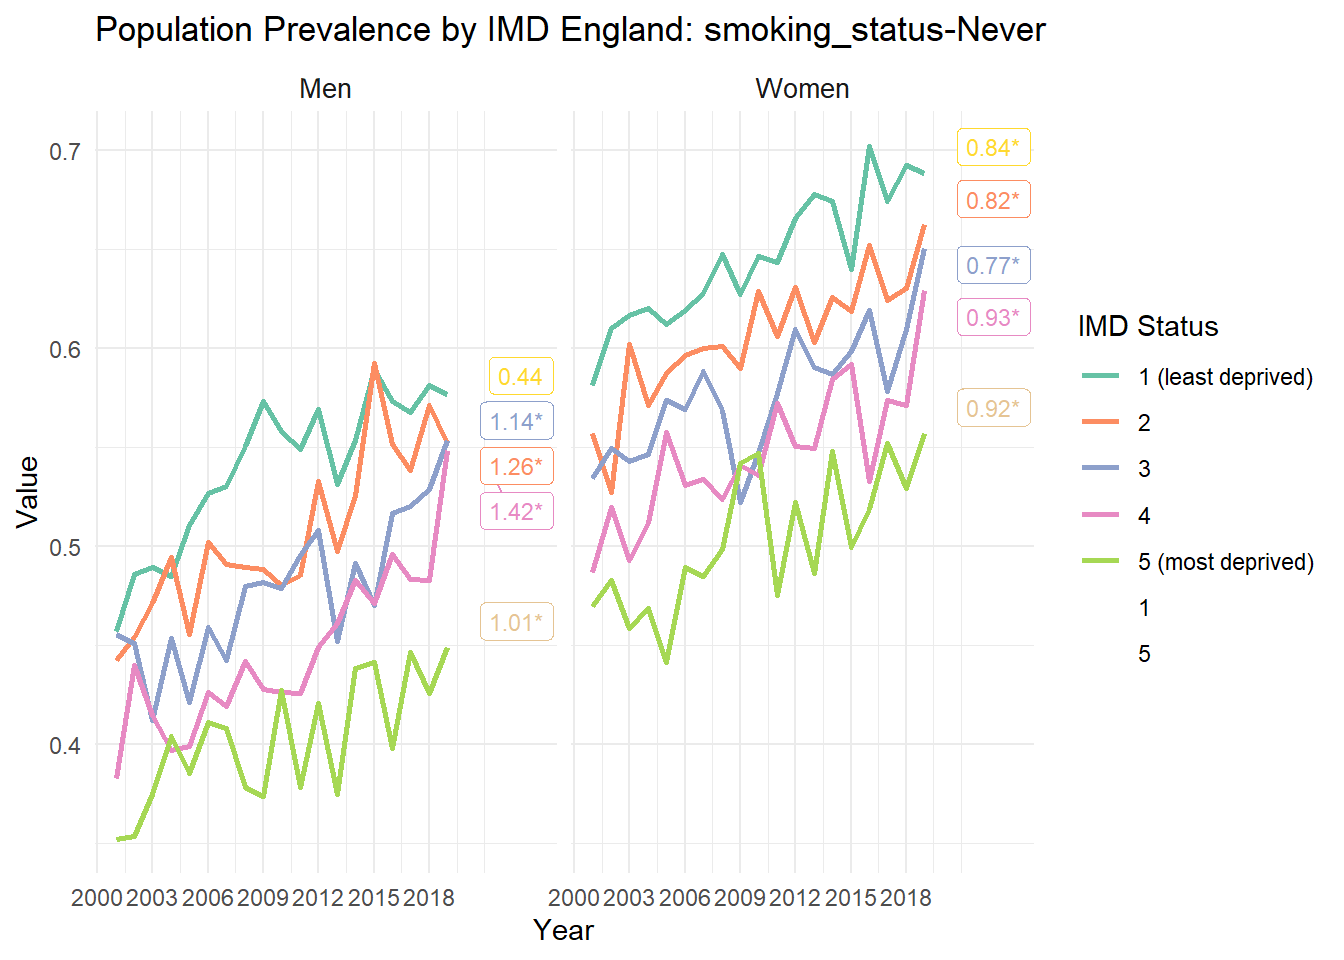 Population Prevalence by IMD England: smoking_status-Never
Men
Women
Value
0.7
0.6
0.5
0.4
0.44
1.14*
1.26*
1.42*
1.01*
0.84*
0.82*
0.77*
0.93*
0.92*
2000 2003 2006 2009 2012 2015 2018
2000 2003 2006 2009 2012 2015 2018
Year
IMD Status
1 (least deprived)
2
3
4
5 (most deprived)
1
5